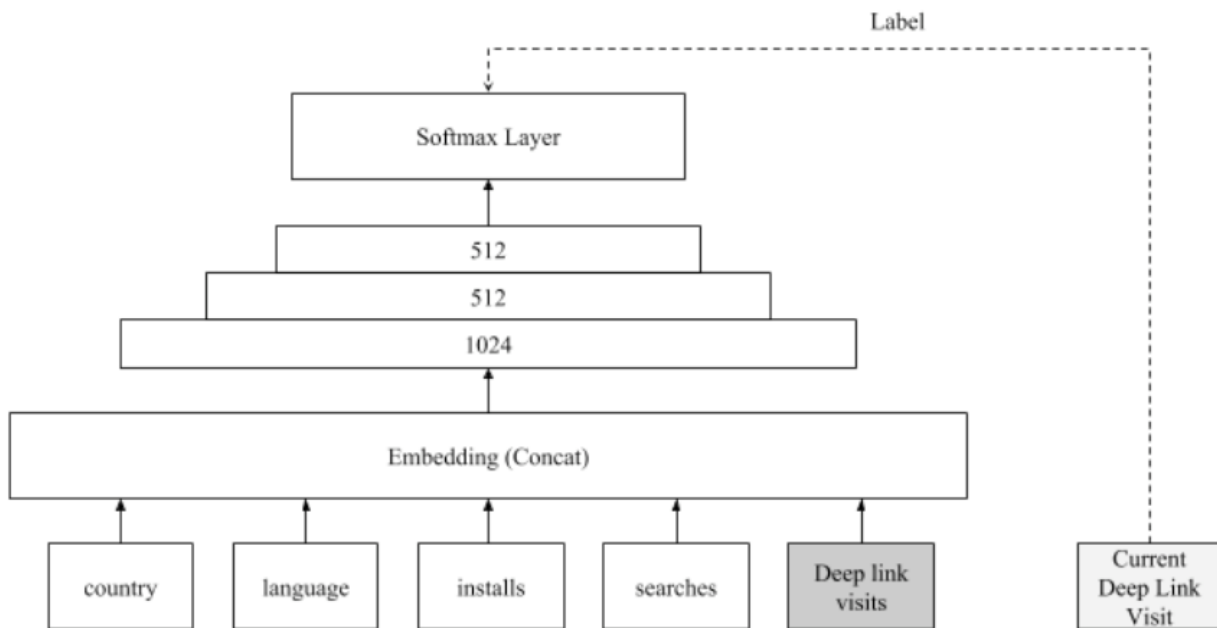 Label
Softmax Layer
512
512
1024
Embedding (Concat)
country
language
installs
searches
Deep link
visits
Current
Deep Link
Visit